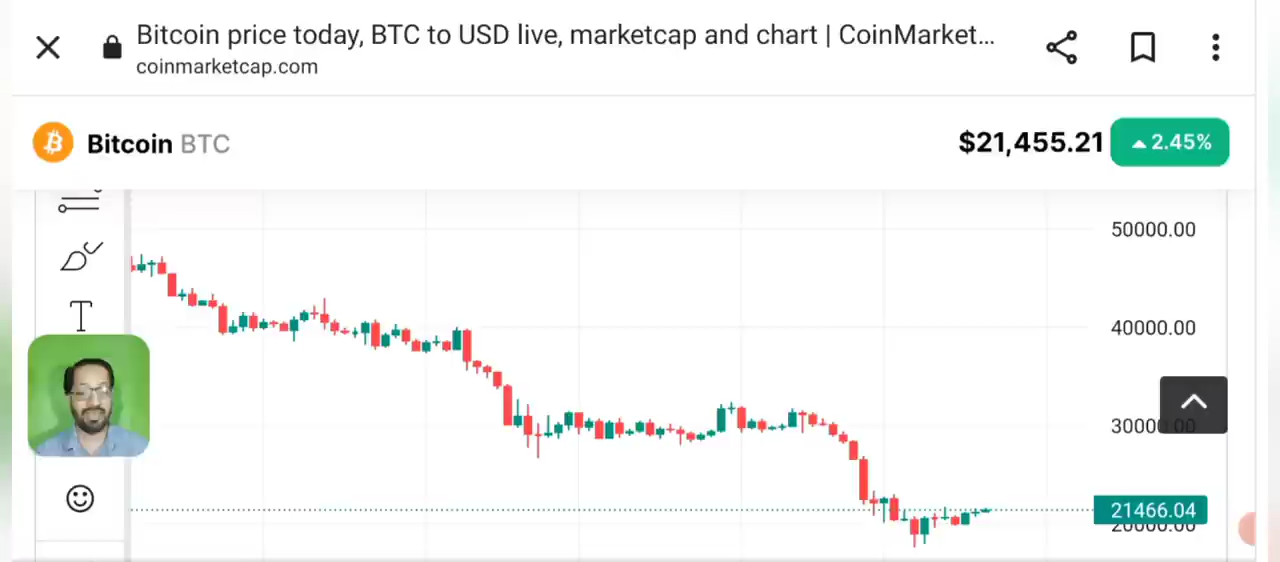 Bitcoin price today, BTC to USD live, marketcap and chart | CoinMarket...
coinmarketcap.com
Bitcoin BTC
$21,455.21
2.45%
T
50000.00
40000.00
30000.00
21466.04
20000.00